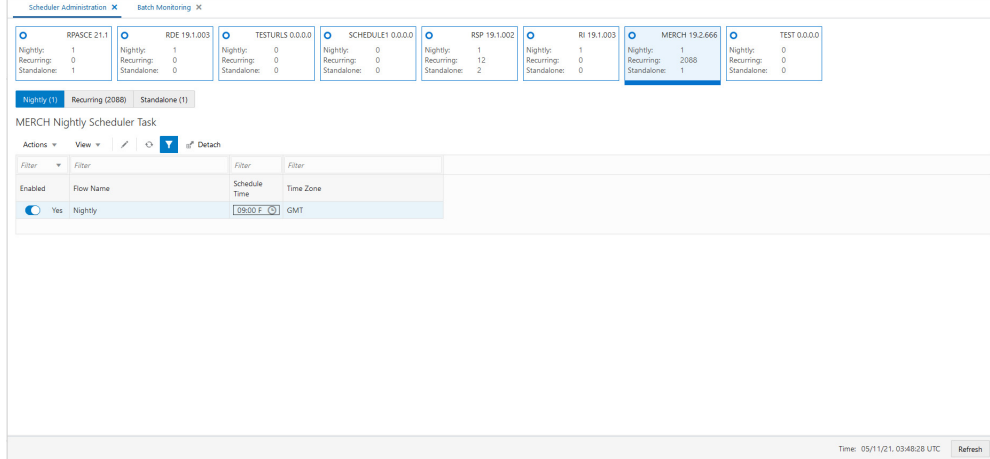 Scheduler Administration X Batch Monitoring X
RPASCE 21.1 RDE 19.1.003 TESTURLS 0.0.0.0 SCHEDULE1 0.0.0.0 RSP 19.1.002 RI 19.1.003 MERCH 19.2.666 TEST 0.0.0.0
Nightly: 1 Nightly: 1 Nightly: 0 Nightly: 0 Nightly: 1 Nightly: 1 Nightly: 1 Nightly: 0
Recurring: 0 Recurring: 0 Recurring: 0 Recurring: 0 Recurring: 12 Recurring: 0 Recurring: 2088 Recurring: 0
Standalone: 1 Standalone: 0 Standalone: 0 Standalone: 0 Standalone: 2 Standalone: 0 Standalone: 1 Standalone: 0
Nightly (1) Recurring (2088) Standalone (1)
MERCH Nightly Scheduler Task
Actions View Detach
Filter Filter Filter Filter
Enabled Flow Name Schedule Time Time Zone
Yes Nightly 09:00 F GMT
Time: 05/11/21, 03:48:28 UTC Refresh